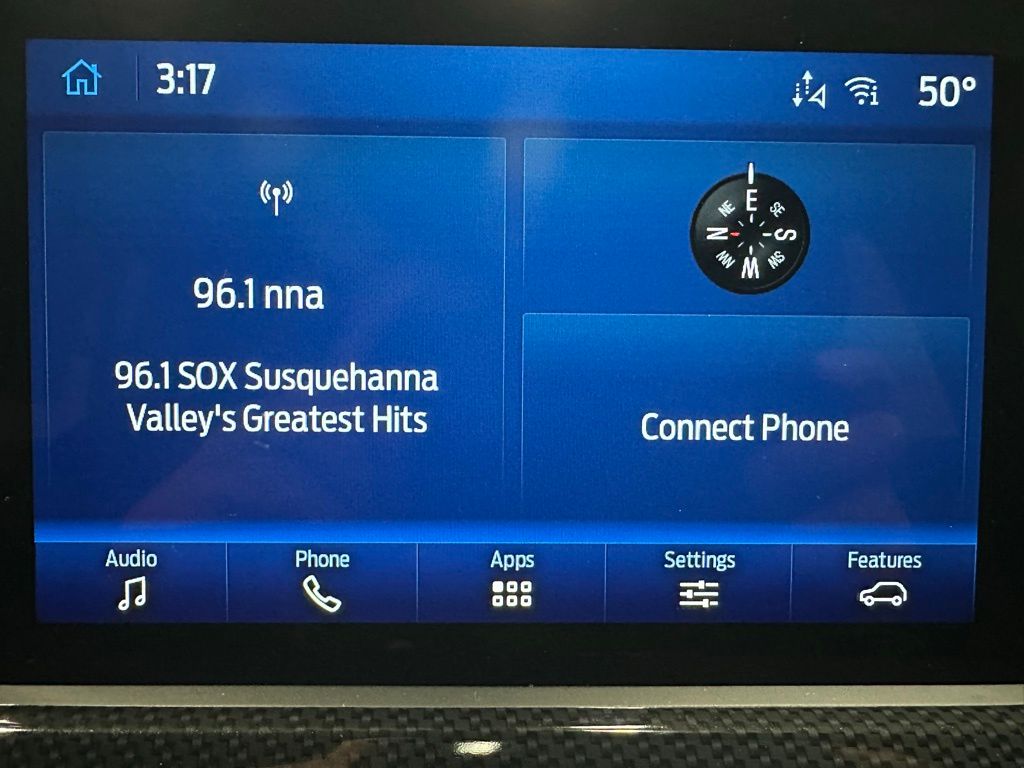 3:17
50°
96.1 nna
96.1 SOX Susquehanna
Valley's Greatest Hits
E
NE
SE
N
S
NW
SW
W
Connect Phone
Audio
Phone
Apps
Settings
Features